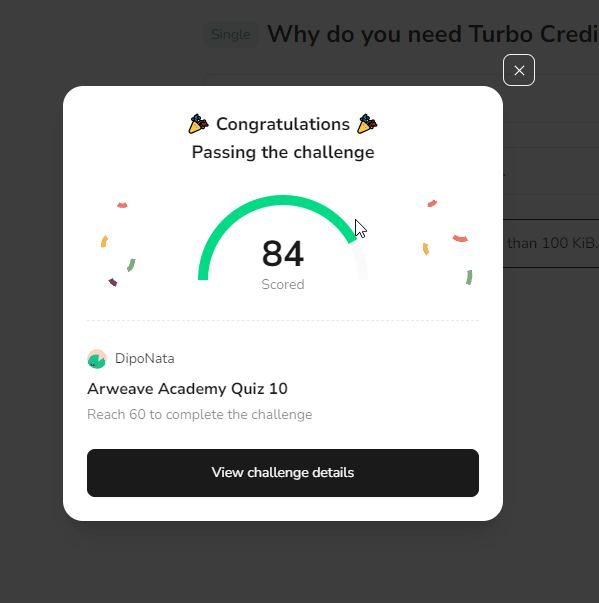 Single Why do you need Turbo Credi
🎉 Congratulations 🎉
Passing the challenge
84
Scored
than 100 KiB.
DipoNata
Arweave Academy Quiz 10
Reach 60 to complete the challenge
View challenge details